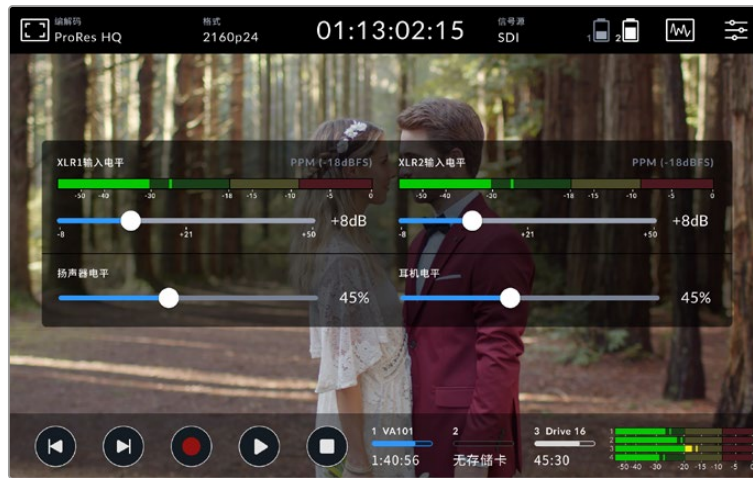 编解码 格式 01:13:02:15 信号源
ProRes HQ 2160p24 SDI 1 2
XLR1输入电平 PPM (-18dBFS) XLR2输入电平 PPM (-18dBFS)
-50 -40 -20 -18 -15 -10 -5 0 -50 -40 -20 -18 -15 -10 -5 0
+8dB +8dB
-8 +21 +50 -8 +21 +50
扬声器电平 耳机电平
45% 45%
1 VA101 2 3 Drive 16 1
2
3
4
1:40:56 无存储卡 45:30 -50 -40 -30 -20 -15 -10 -5 0